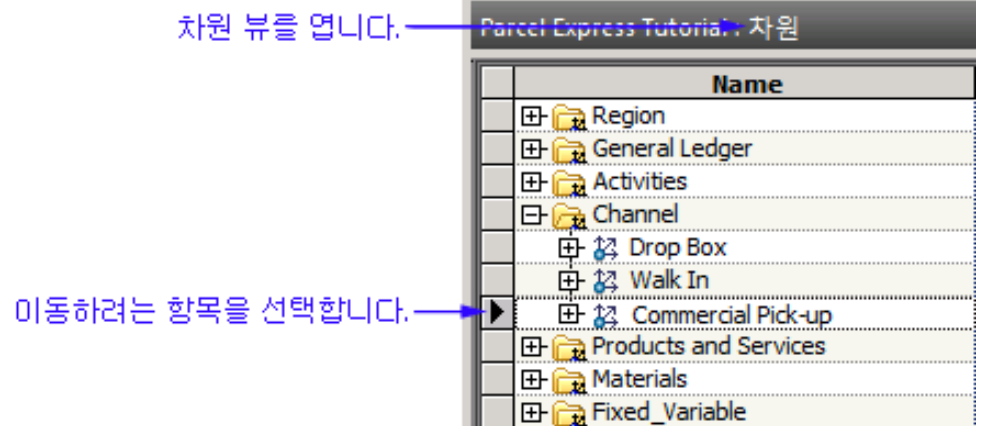 차원 뷰를 엽니다.
Parcel Express Tutorial : 차원
Name
Region
General Ledger
Activities
Channel
Drop Box
Walk In
이동하려는 항목을 선택합니다.
Commercial Pick-up
Products and Services
Materials
Fixed_Variable